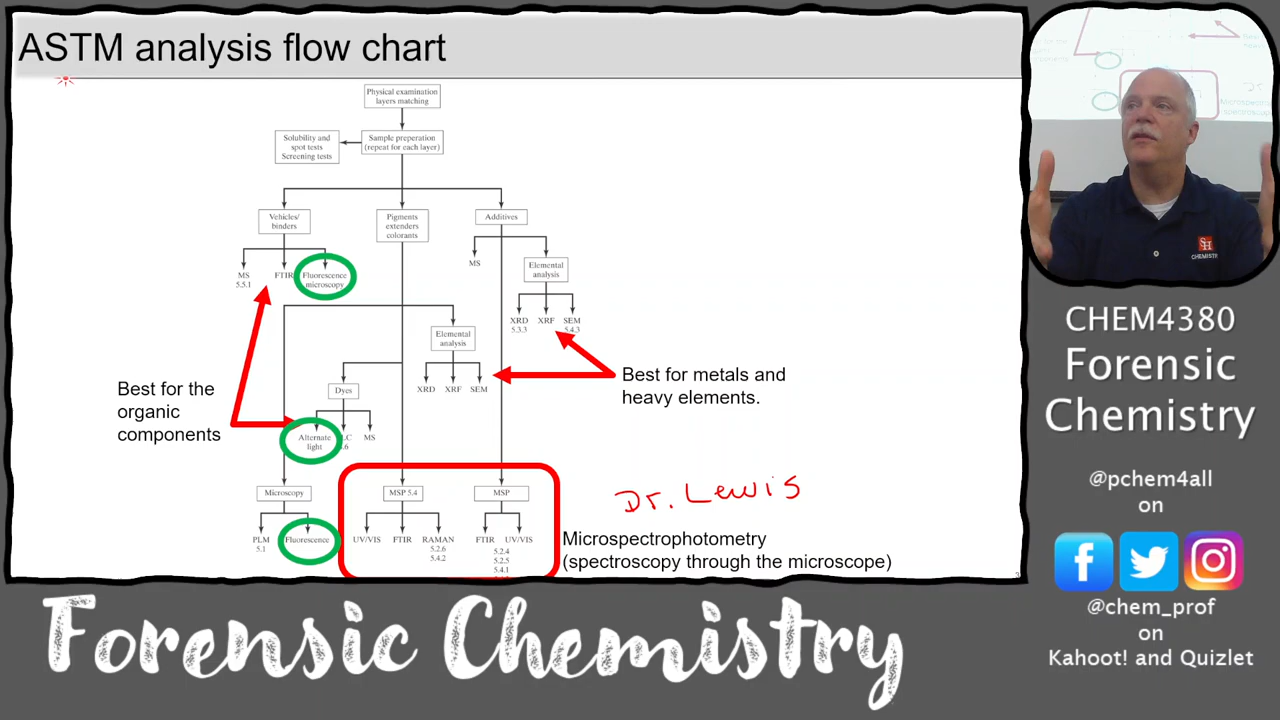 ASTM analysis flow chart
Physical examination
layers matching
Solubility and
spot tests
Screening tests
Sample preperation
(repeat for each layer)
Vehicles/
binders
Pigments
extenders
colorants
Additives
MS
5.5.1
FTIR
Fluorescence
microscopy
MS
Elemental
analysis
XRD
5.3.3
XRF
SEM
5.4.3
Elemental
analysis
XRD
XRF
SEM
Best for the
organic
components
Best for metals and
heavy elements.
Dyes
Alternate
light
MS
Microscopy
PLM
5.1
Fluorescence
MSP 5.4
UV/VIS
FTIR
RAMAN
5.2.6
5.4.2
MSP
FTIR
UV/VIS
5.2.4
5.2.5
5.4.1
Dr. Lewis
Microspectrophotometry
(spectroscopy through the microscope)
SH
CHEMISTRY
CHEM4380
Forensic
Chemistry
@pchem4all
on
@chem_prof
on
Kahoot! and Quizlet
Forensic Chemistry